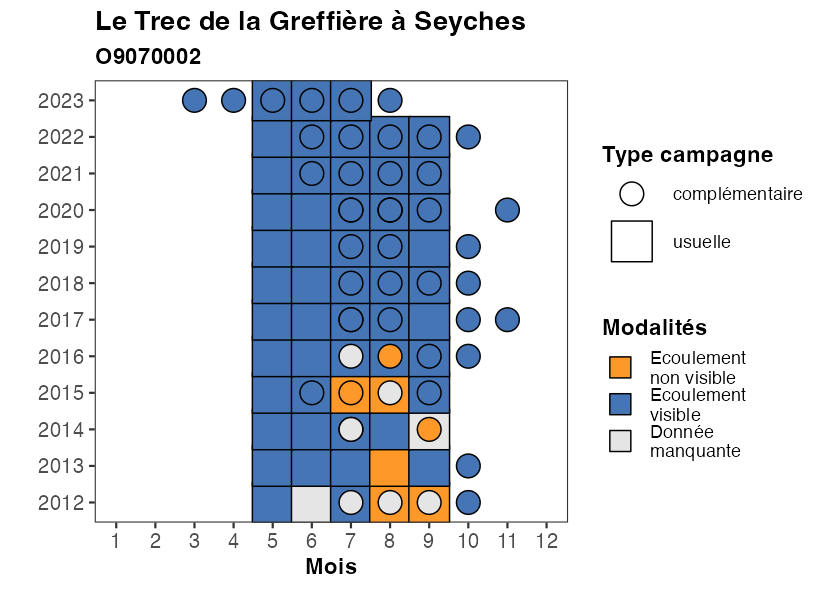 Le Trec de la Greffière à Seyches
O9070002
2023
2022
2021
2020
2019
2018
2017
2016
2015
2014
2013
2012
1 2 3 4 5 6 7 8 9 10 11 12
Mois
Type campagne
complémentaire
usuelle
Modalités
Ecoulement
non visible
Ecoulement
visible
Donnée
manquante